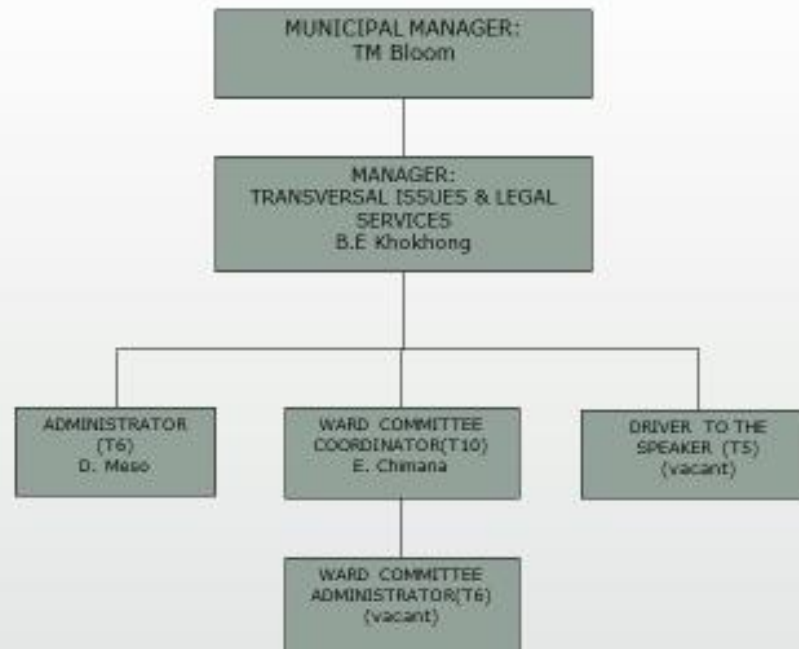 MUNICIPAL MANAGER:
TM Bloom
MANAGER:
TRANSVERSAL ISSUES & LEGAL
SERVICES
B.E Khokhong
ADMINISTRATOR
(T6)
D. Meso
WARD COMMITTEE
COORDINATOR(T10)
E. Chimana
DRIVER TO THE
SPEAKER (T5)
(vacant)
WARD COMMITTEE
ADMINISTRATOR(T6)
(vacant)